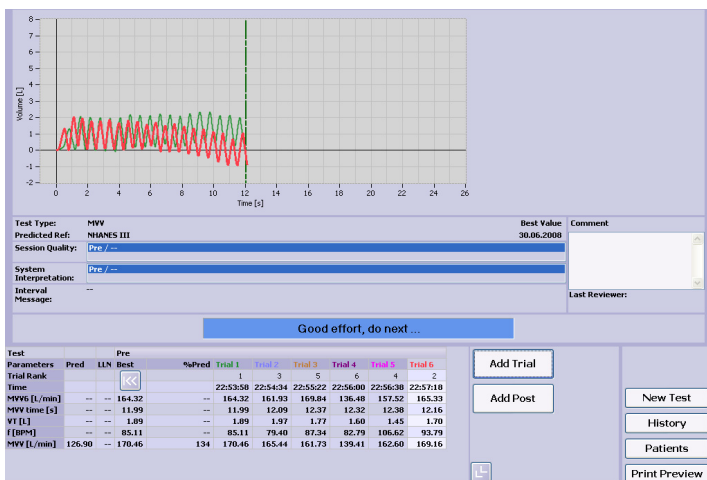 8
7
6
5
4
3
2
1
0
-1
-2
Volume [L]
0 2 4 6 8 10 12 14 16 18 20 22 24 26
Time [s]
Test Type: MVV Best Value
Predicted Ref: NHANES III 30.06.2008
Session Quality: Pre / --
System Interpretation: Pre / --
Interval Message: --
Comment
Last Reviewer:
Good effort, do next ...
Test Pre
Parameters Pred LLN Best %Pred Trial 1 Trial 2 Trial 3 Trial 4 Trial 5 Trial 6
Trial Rank 1 3 5 6 4 2
Time 22:53:58 22:54:34 22:55:22 22:56:00 22:56:38 22:57:18
MVV6 [L/min] -- -- 164.32 -- 164.32 161.93 169.84 136.48 157.52 165.33
MVV time [s] -- -- 11.99 -- 11.99 12.09 12.37 12.32 12.38 12.16
VT [L] -- -- 1.89 -- 1.89 1.97 1.77 1.60 1.45 1.70
f [BPM] -- -- 85.11 -- 85.11 79.40 87.34 82.79 106.62 93.79
MVV [L/min] 126.90 -- 170.46 134 170.46 165.44 161.73 139.41 162.60 169.16
Add Trial
Add Post
New Test
History
Patients
Print Preview